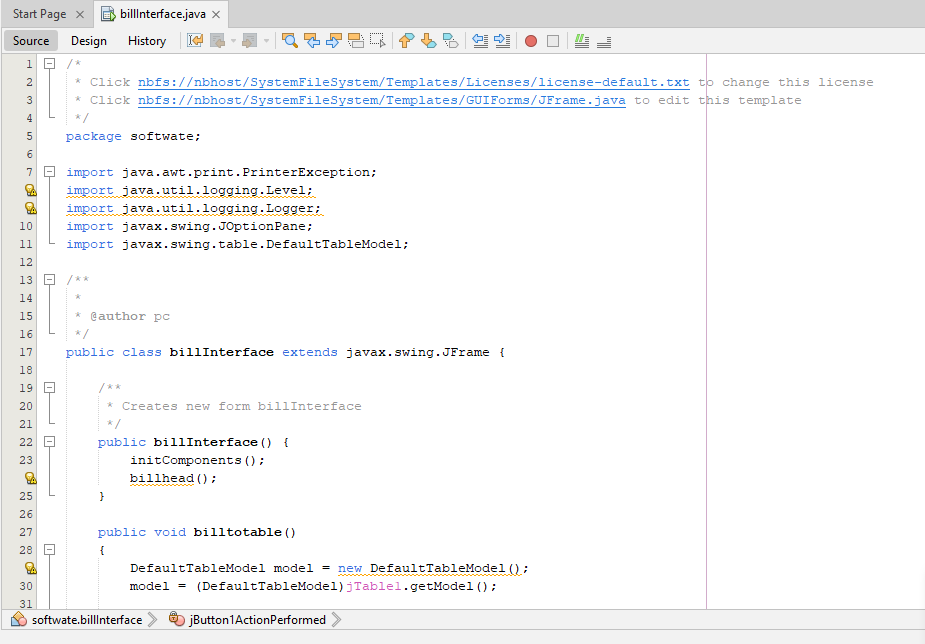 Start Page
billInterface.java
Source Design History
1 /*
2 * Click nbfs://nbhost/SystemFileSystem/Templates/Licenses/license-default.txt to change this license
3 * Click nbfs://nbhost/SystemFileSystem/Templates/GUIForms/JFrame.java to edit this template
4 */
5 package softwate;
6
7 import java.awt.print.PrinterException;
import java.util.logging.Level;
import java.util.logging.Logger;
10 import javax.swing.JOptionPane;
11 import javax.swing.table.DefaultTableModel;
12
13 /**
14 *
15 * @author pc
16 */
17 public class billInterface extends javax.swing.JFrame {
18
19 /**
20 * Creates new form billInterface
21 */
22 public billInterface() {
23 initComponents();
billhead();
25 }
26
27 public void billtotable()
28 {
DefaultTableModel model = new DefaultTableModel();
30 model = (DefaultTableModel)jTable1.getModel();
31
softwate.billInterface jButton1ActionPerformed